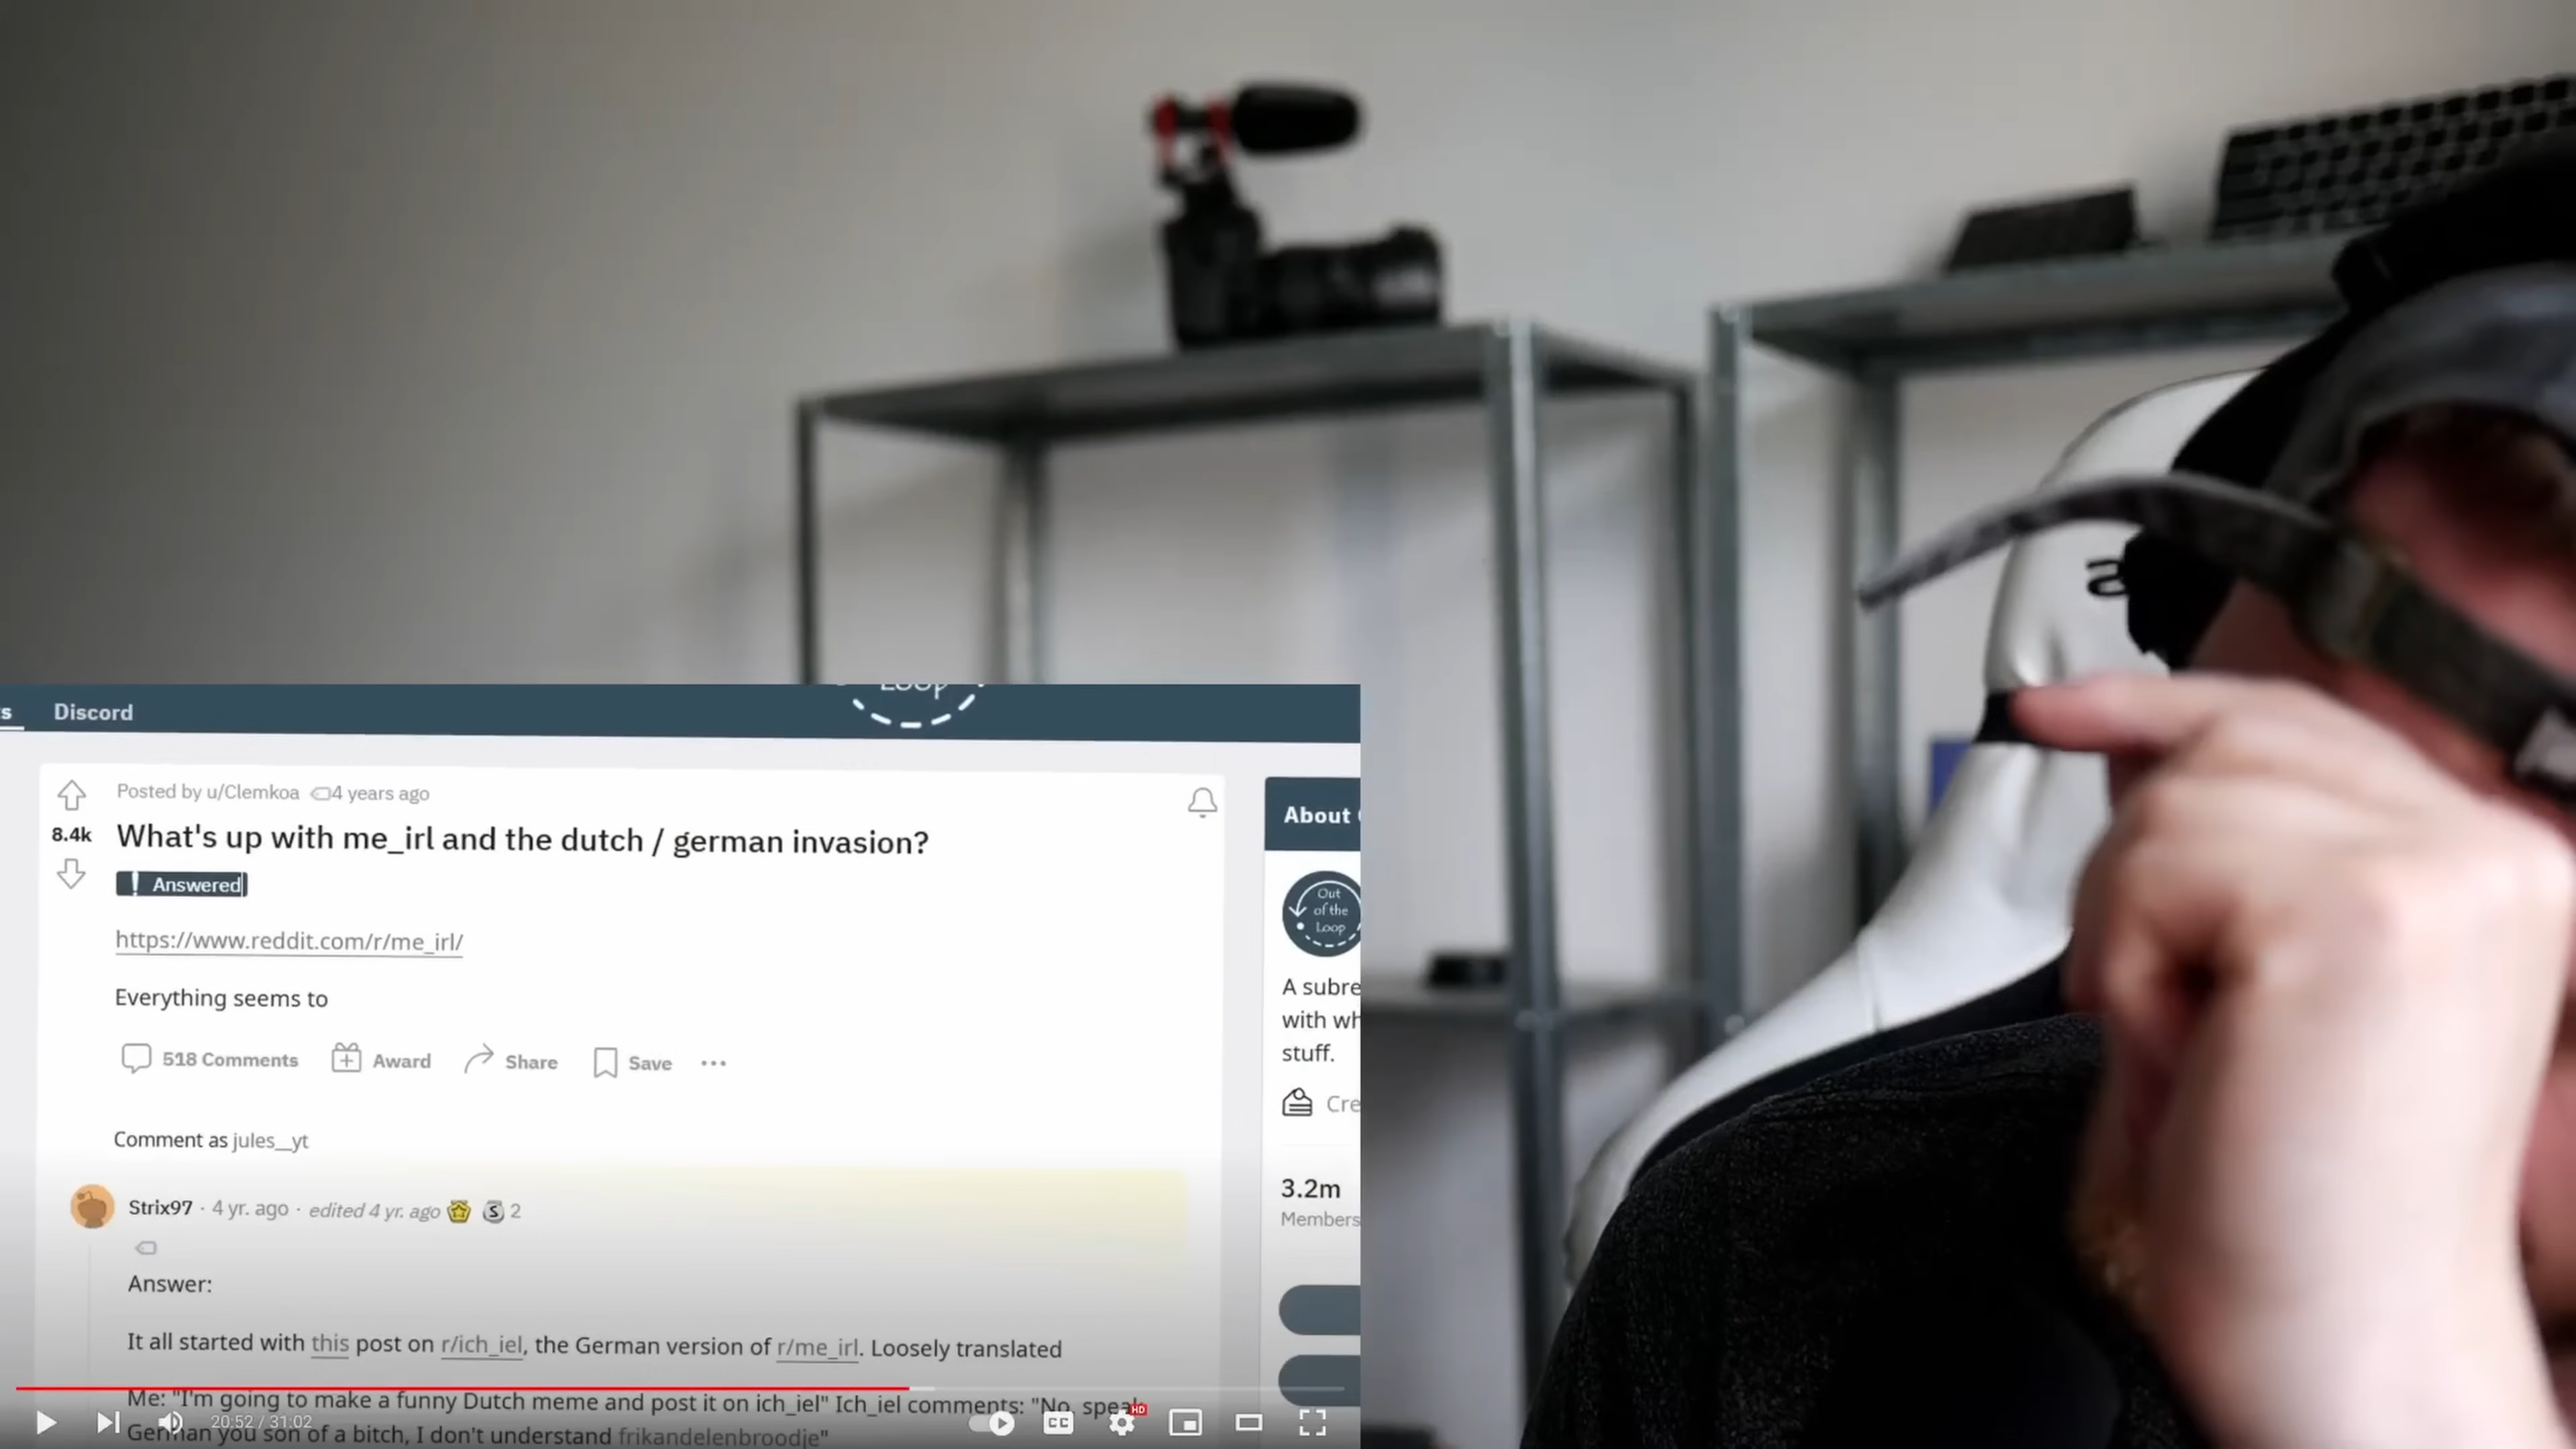 Loop
s Discord
Posted by u/Clemkoa 4 years ago
8.4k
What's up with me_irl and the dutch / german invasion?
Answered
https://www.reddit.com/r/me_irl/
Everything seems to
518 Comments Award Share Save
Comment as jules__yt
Strix97 · 4 yr. ago · edited 4 yr. ago S 2
Answer:
It all started with this post on r/ich_iel, the German version of r/me_irl. Loosely translated
Me: "I'm going to make a funny Dutch meme and post it on ich_iel" Ich_iel comments: "No, speak
German you son of a bitch, I don't understand frikandelenbroodje"
20:52 / 31:02
CC
HD
About
Out
of the
Loop
A subre
with wh
stuff.
Cre
3.2m
Members